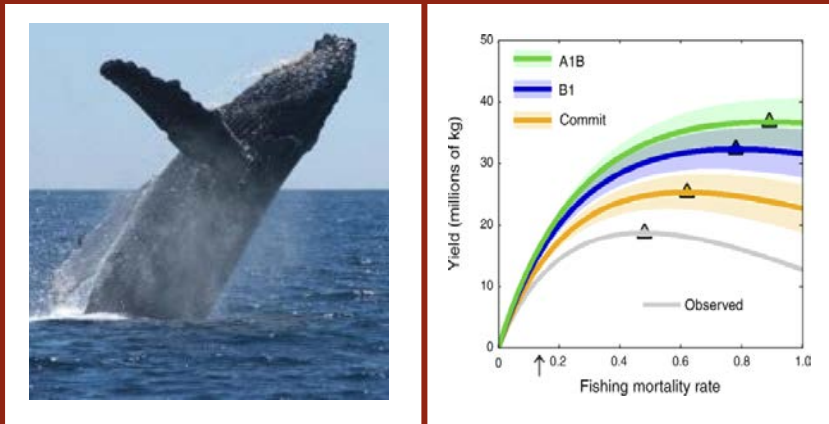 50
A1B
B1
Commit
40
30
20
10
0
Yield (millions of kg)
Observed
0 0.2 0.4 0.6 0.8 1.0
↑
Fishing mortality rate